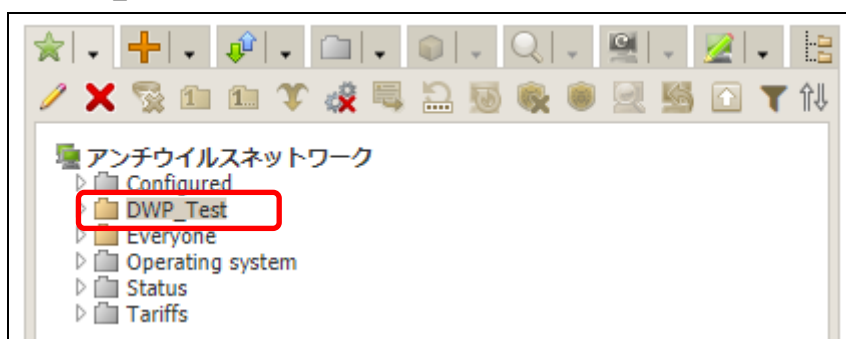 アンチウイルスネットワーク
Configured
DWP_Test
Everyone
Operating system
Status
Tariffs